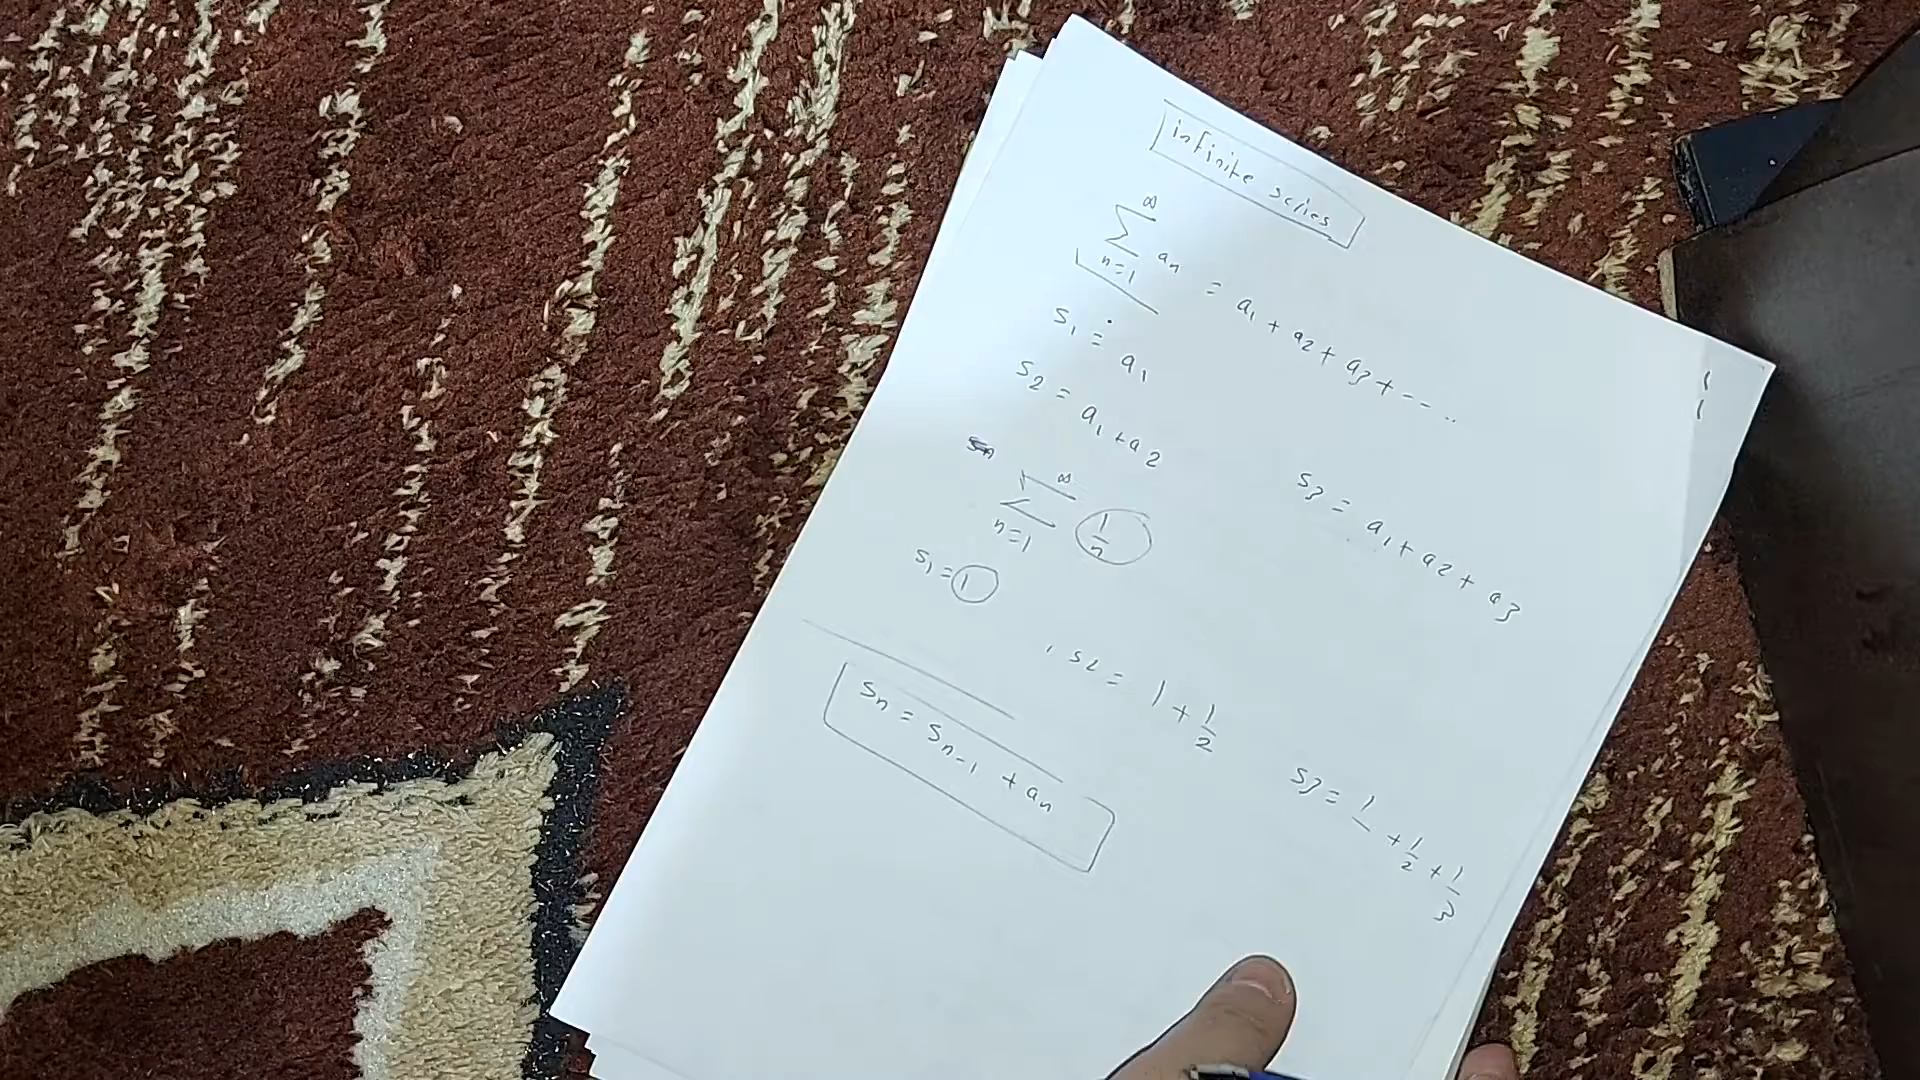 infinite series
∞
Σ an = a1 + a2 + a3 + -- ..
n=1
S1 = a1
S2 = a1 + a2
S3 = a1 + a2 + a3
∞
Σ 1/n
n=1
S1 = 1 , S2 = 1 + 1/2
S3 = 1 + 1/2 + 1/3
Sn = Sn-1 + an